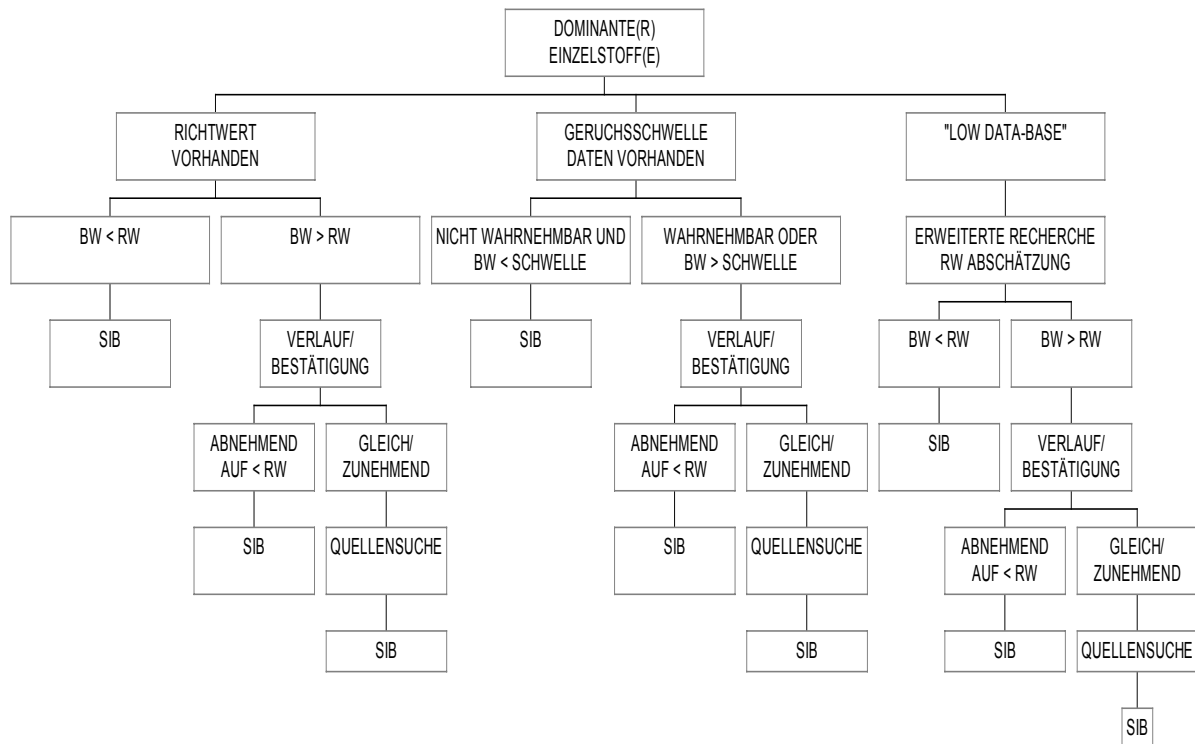 DOMINANTE(R)
EINZELSTOFF(E)
RICHTWERT
VORHANDEN
GERUCHSSCHWELLE
DATEN VORHANDEN
"LOW DATA-BASE"
BW < RW
BW > RW
NICHT WAHRNEHMBAR UND
BW < SCHWELLE
WAHRNEHMBAR ODER
BW > SCHWELLE
ERWEITERTE RECHERCHE
RW ABSCHÄTZUNG
SIB
VERLAUF/
BESTÄTIGUNG
SIB
VERLAUF/
BESTÄTIGUNG
BW < RW
BW > RW
ABNEHMEND
AUF < RW
GLEICH/
ZUNEHMEND
ABNEHMEND
AUF < RW
GLEICH/
ZUNEHMEND
SIB
VERLAUF/
BESTÄTIGUNG
SIB
QUELLENSUCHE
SIB
QUELLENSUCHE
ABNEHMEND
AUF < RW
GLEICH/
ZUNEHMEND
SIB
SIB
SIB
QUELLENSUCHE
SIB